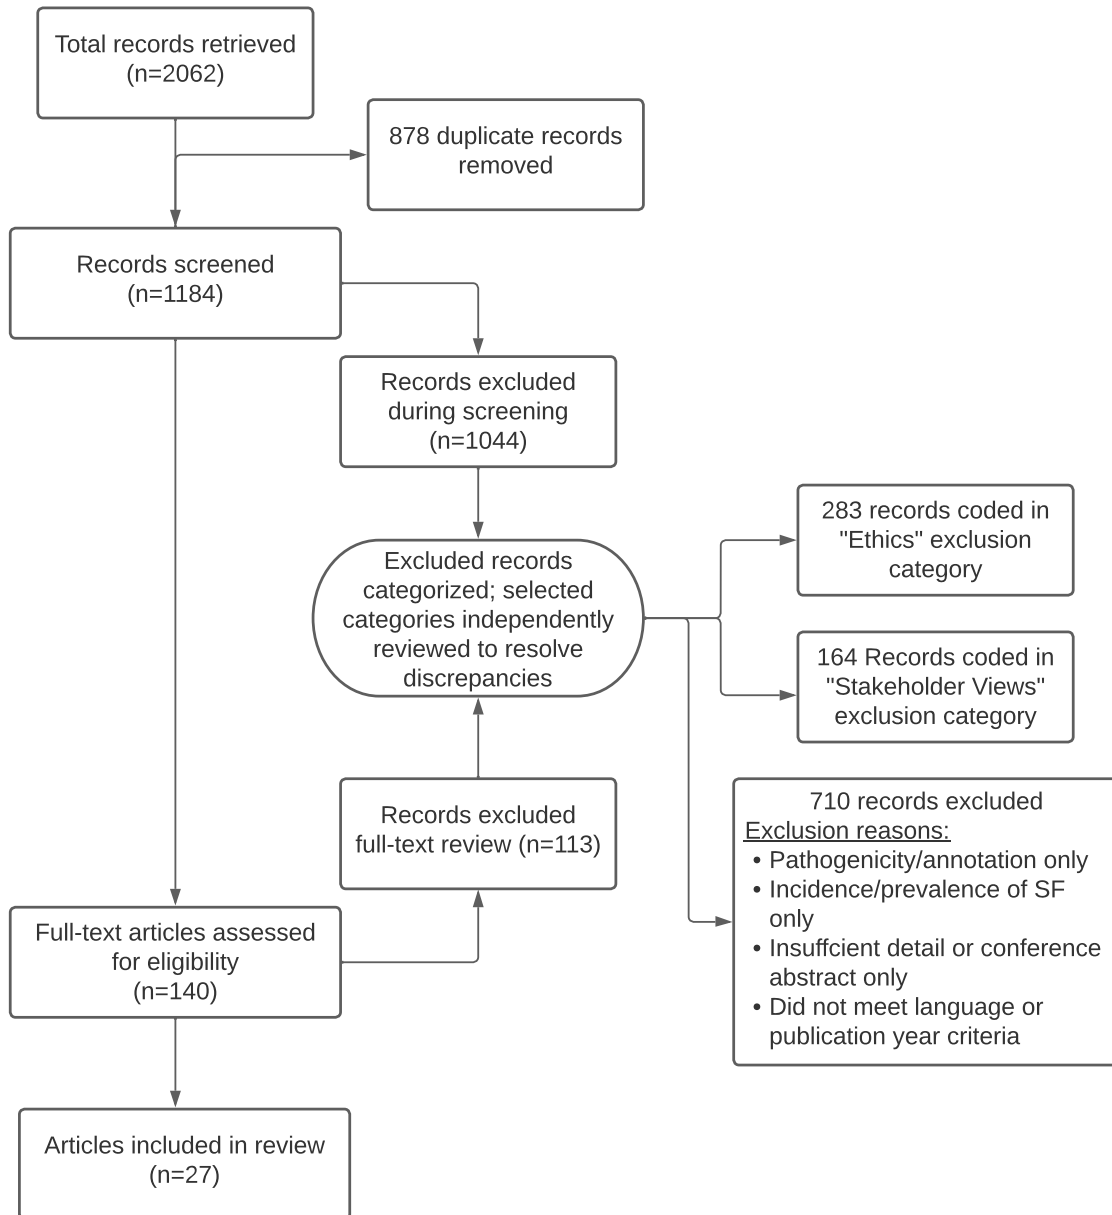 Total records retrieved
(n=2062)
878 duplicate records
removed
Records screened
(n=1184)
Records excluded
during screening
(n=1044)
Excluded records
categorized; selected
categories independently
reviewed to resolve
discrepancies
283 records coded in
"Ethics" exclusion
category
164 Records coded in
"Stakeholder Views"
exclusion category
710 records excluded
Exclusion reasons:
• Pathogenicity/annotation only
• Incidence/prevalence of SF
only
• Insuffcient detail or conference
abstract only
• Did not meet language or
publication year criteria
Records excluded
full-text review (n=113)
Full-text articles assessed
for eligibility
(n=140)
Articles included in review
(n=27)